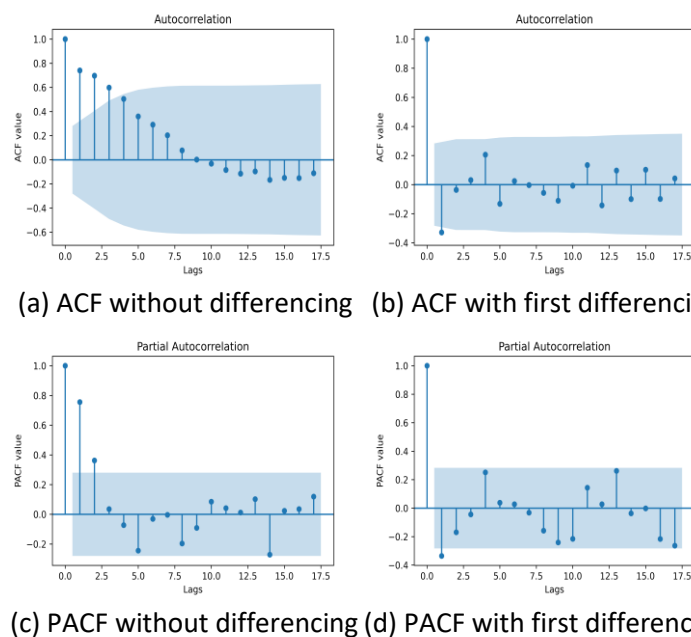 Autocorrelation
1.0
0.8
0.6
0.4
0.2
0.0
−0.2
−0.4
−0.6
ACF value
0.0 2.5 5.0 7.5 10.0 12.5 15.0 17.5
Lags
Autocorrelation
1.0
0.8
0.6
0.4
0.2
0.0
−0.2
−0.4
ACF value
0.0 2.5 5.0 7.5 10.0 12.5 15.0 17.5
Lags
(a) ACF without differencing (b) ACF with first differenci
Partial Autocorrelation
1.0
0.8
0.6
0.4
0.2
0.0
−0.2
PACF value
0.0 2.5 5.0 7.5 10.0 12.5 15.0 17.5
Lags
Partial Autocorrelation
1.0
0.8
0.6
0.4
0.2
0.0
−0.2
−0.4
PACF value
0.0 2.5 5.0 7.5 10.0 12.5 15.0 17.5
Lags
(c) PACF without differencing (d) PACF with first differenc